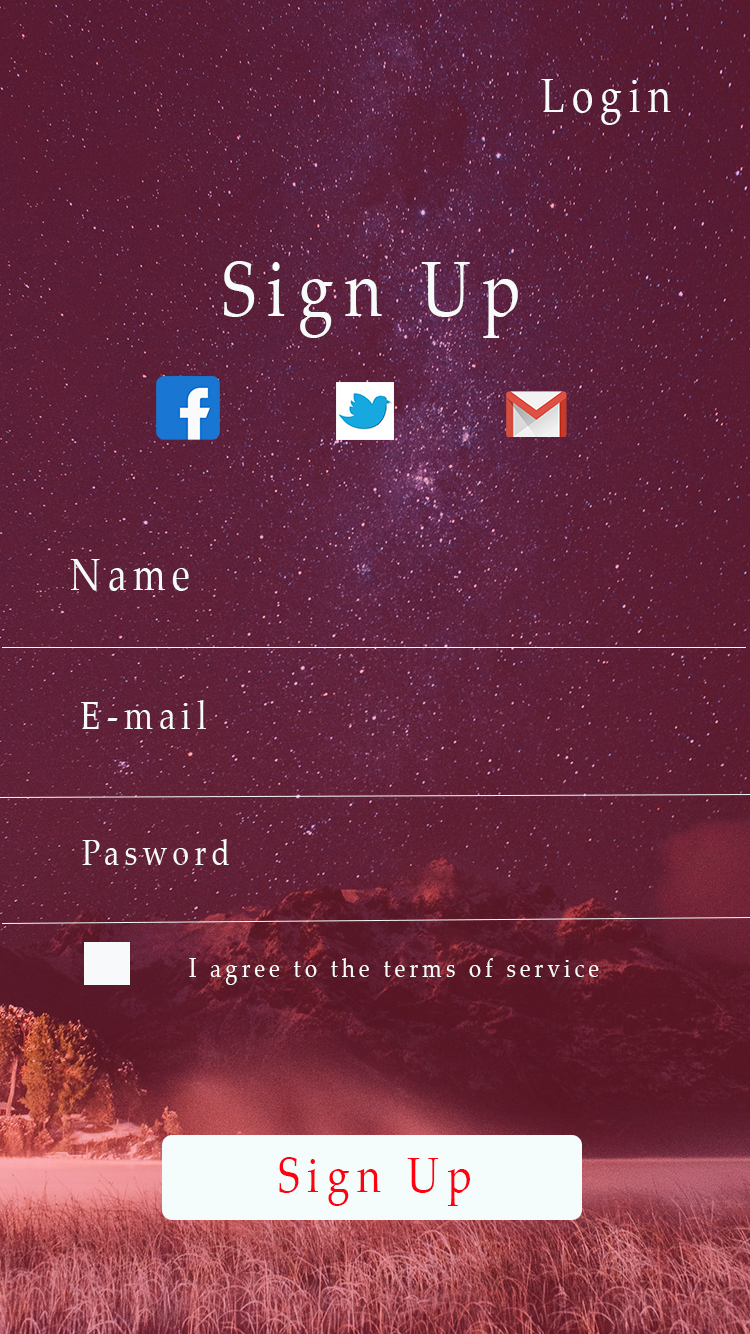 Login
Sign Up
Name
E-mail
Pasword
I agree to the terms of service
Sign Up